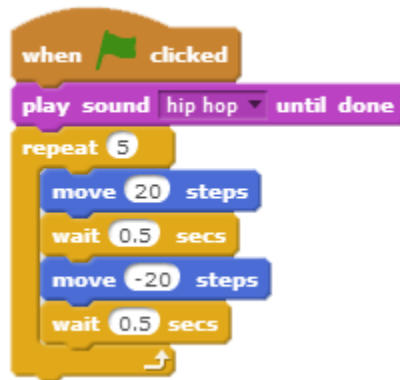 when clicked
play sound hip hop until done
repeat 5
move 20 steps
wait 0.5 secs
move -20 steps
wait 0.5 secs